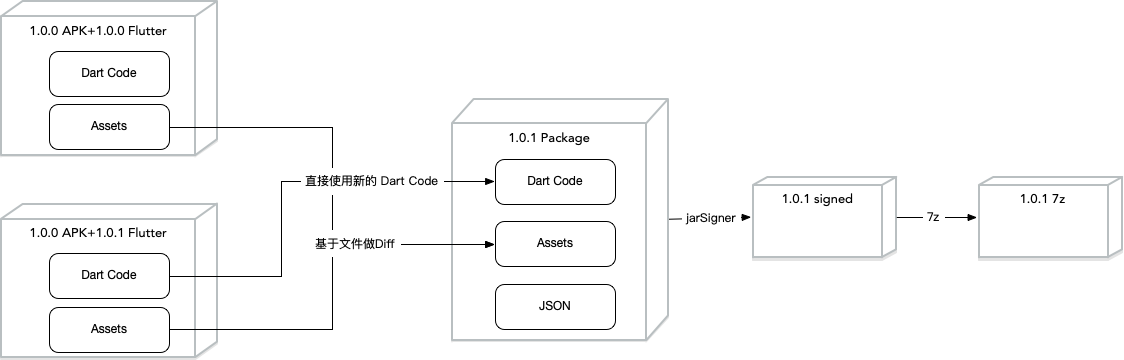 1.0.0 APK+1.0.0 Flutter
Dart Code
Assets
1.0.0 APK+1.0.1 Flutter
Dart Code
Assets
直接使用新的 Dart Code
基于文件做Diff
1.0.1 Package
Dart Code
Assets
JSON
jarSigner
1.0.1 signed
7z
1.0.1 7z